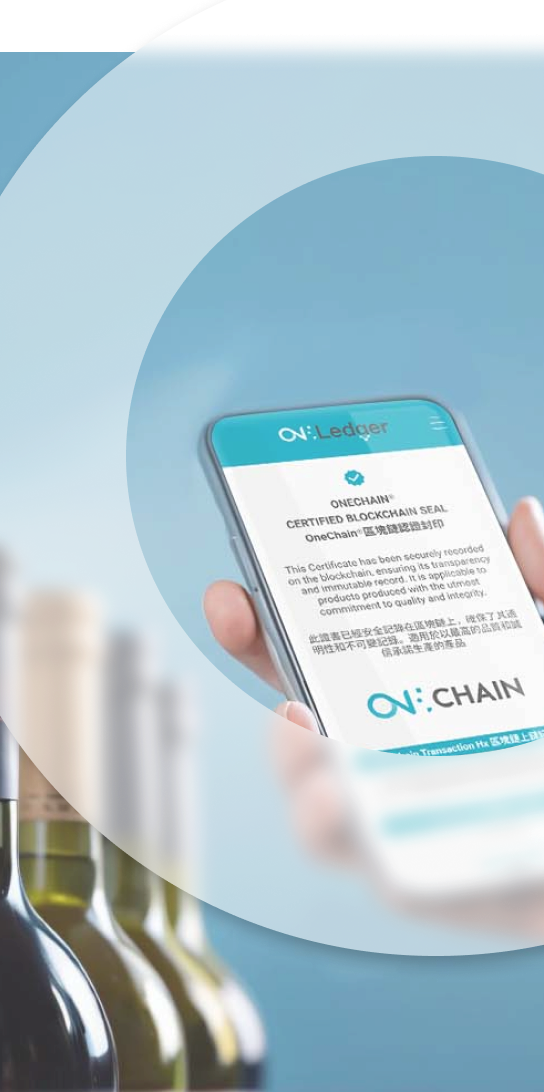 ON:Ledger
ONECHAIN®
CERTIFIED BLOCKCHAIN SEAL
OneChain®區塊鏈認證封印
This Certificate has been securely recorded
on the blockchain, ensuring its transparency
and immutable record. It is applicable to
products produced with the utmost
commitment to quality and integrity.
此證書已經安全記錄在區塊鏈上，確保了其透
明性和不可變記錄。適用於以最高的品質和誠
信承諾生產的產品
ON:CHAIN
Transaction Hx 區塊鏈上